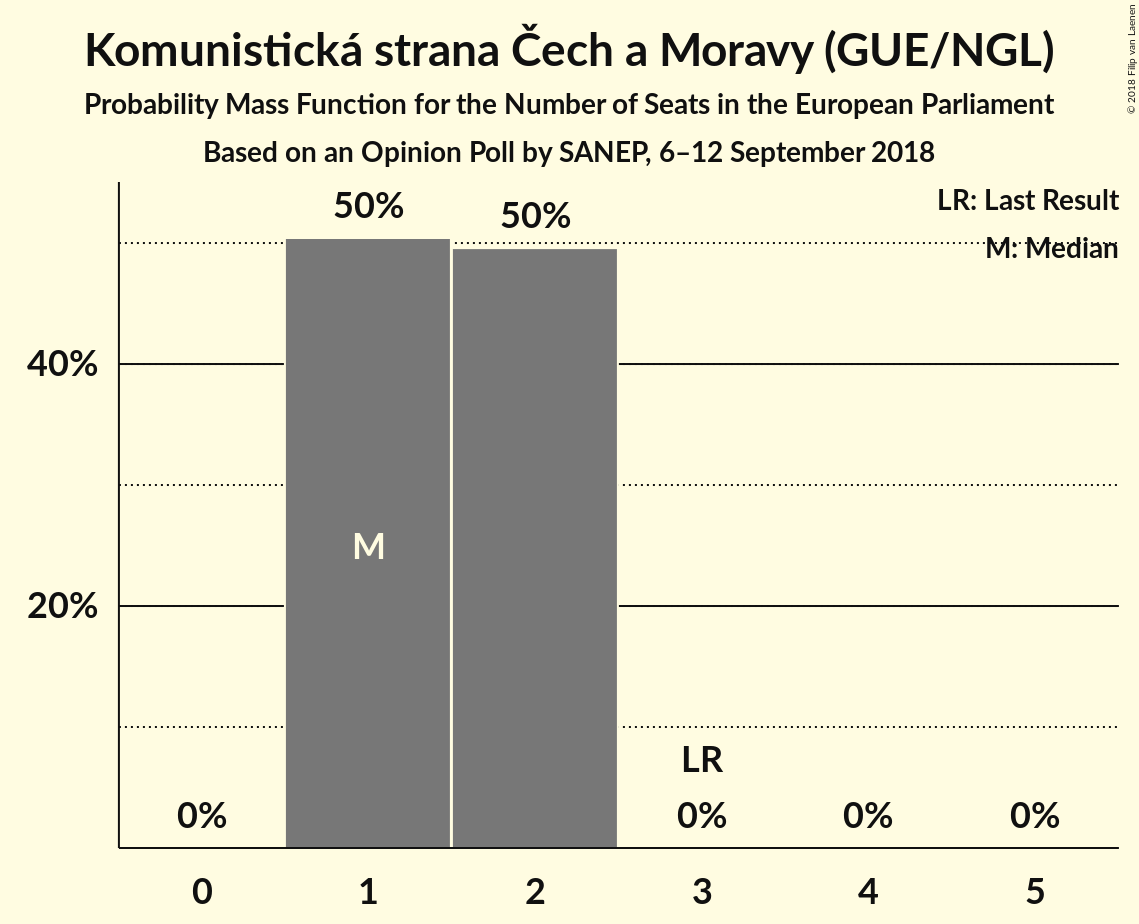 Komunistická strana Čech a Moravy (GUE/NGL)
Probability Mass Function for the Number of Seats in the European Parliament
Based on an Opinion Poll by SANEP, 6–12 September 2018
© 2018 Filip van Laenen
LR: Last Result
M: Median
50%
50%
40%
M
20%
LR
0%
0%
0%
0%
0
1
2
3
4
5